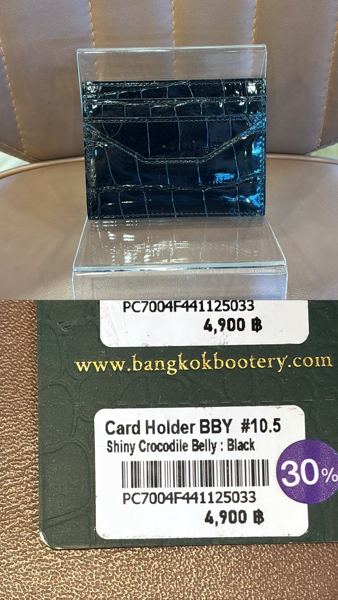 PC7004F441125033
4,900 ฿
www.bangkokbootery.com
Card Holder BBY #10.5
Shiny Crocodile Belly : Black
30%
PC7004F441125033
4,900 ฿